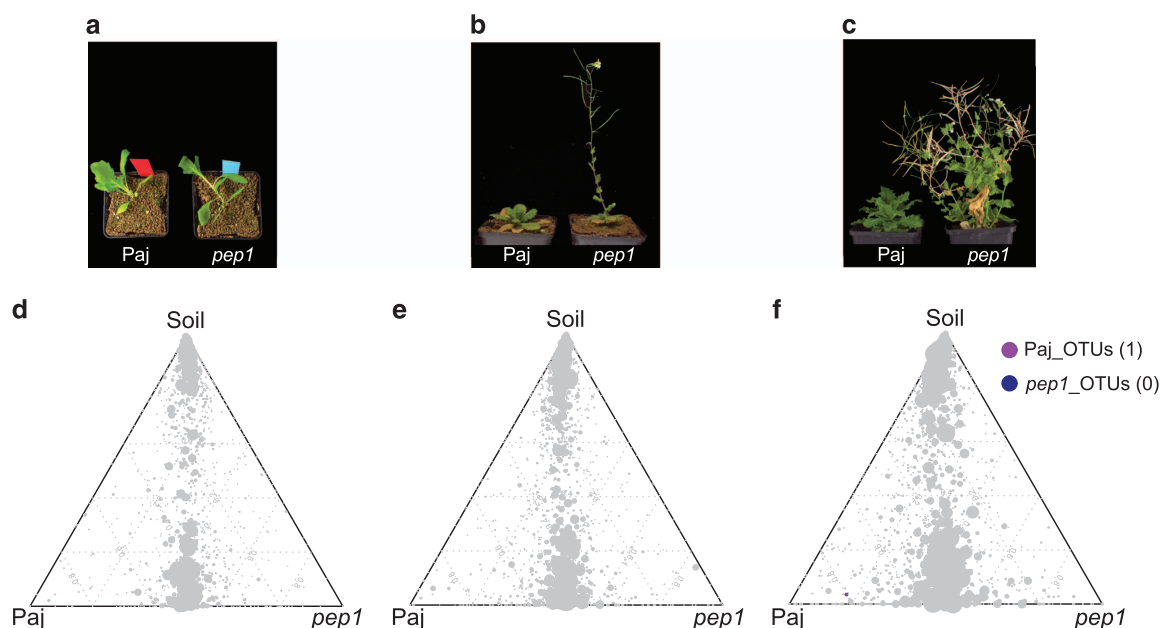 a
b
c
Paj
pep1
Paj
pep1
Paj
pep1
d
e
f
Soil
Soil
Soil
Paj_OTUs (1)
pep1_OTUs (0)
Paj
pep1
Paj
pep1
Paj
pep1